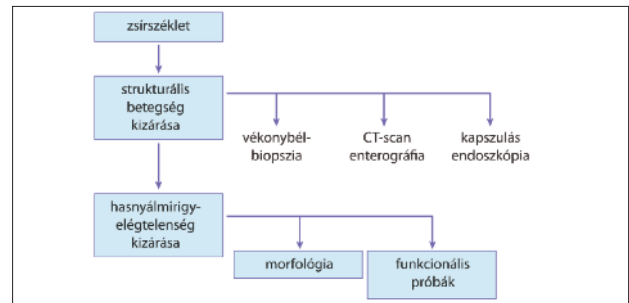 zsírszéklet
strukturális
betegség
kizárása
vékonybél-
biopszia
CT-scan
enterográfia
kapszulás
endoszkópia
hasnyálmirigy-
elégtelenség
kizárása
morfológia
funkcionális
próbák